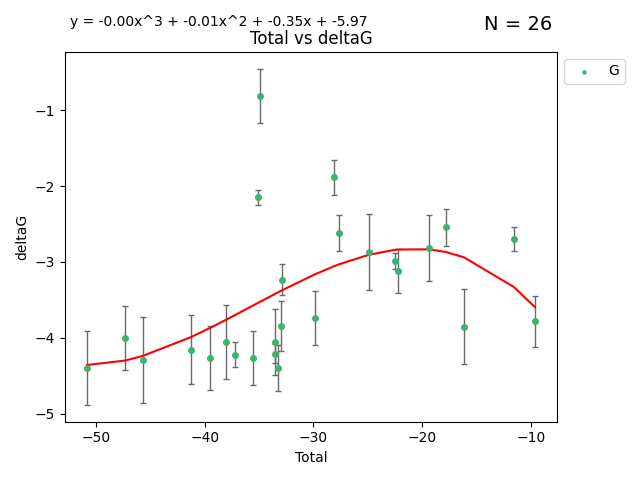 y = -0.00x^3 + -0.01x^2 + -0.35x + -5.97
N = 26
Total vs deltaG
G
−1
−2
−3
−4
−5
deltaG
−50 −40 −30 −20 −10
Total